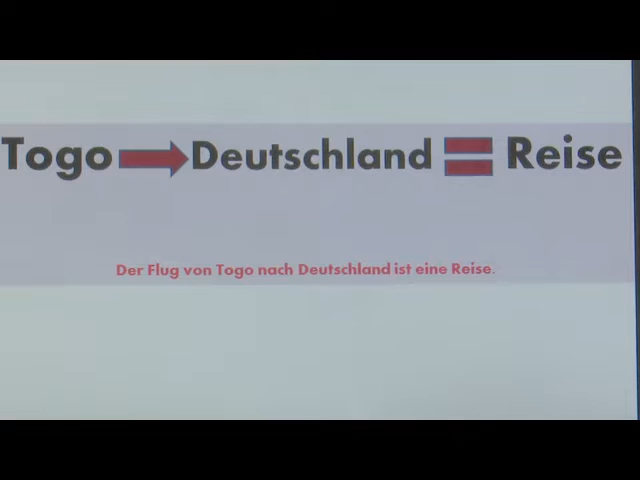 Togo Deutschland Reise
Der Flug von Togo nach Deutschland ist eine Reise.